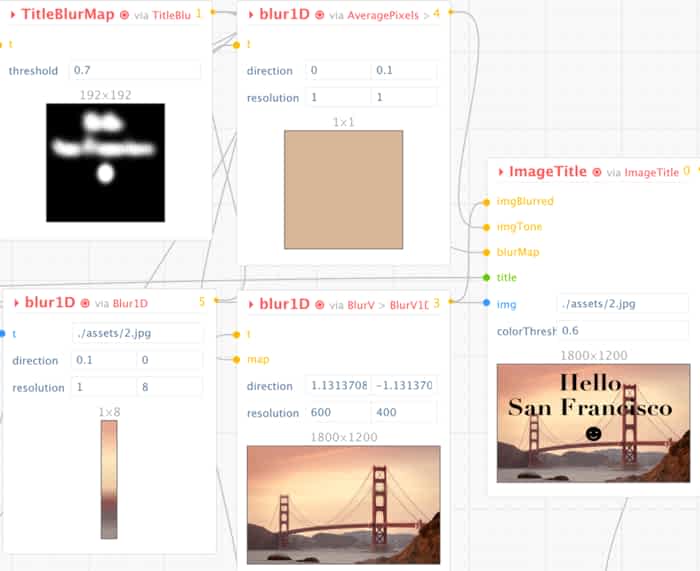 TitleBlurMap via TitleBlu 1
t
threshold 0.7
192×192
blur1D via AveragePixels > 4
t
direction 0 0.1
resolution 1 1
1×1
ImageTitle via ImageTitle 0
imgBlurred
imgTone
blurMap
title
img ./assets/2.jpg
colorThresh 0.6
1800×1200
Hello
San Francisco
blur1D via Blur1D 5
t ./assets/2.jpg
direction 0.1 0
resolution 1 8
1×8
blur1D via BlurV > BlurV1D 3
t
map
direction 1.1313708 −1.131370
resolution 600 400
1800×1200